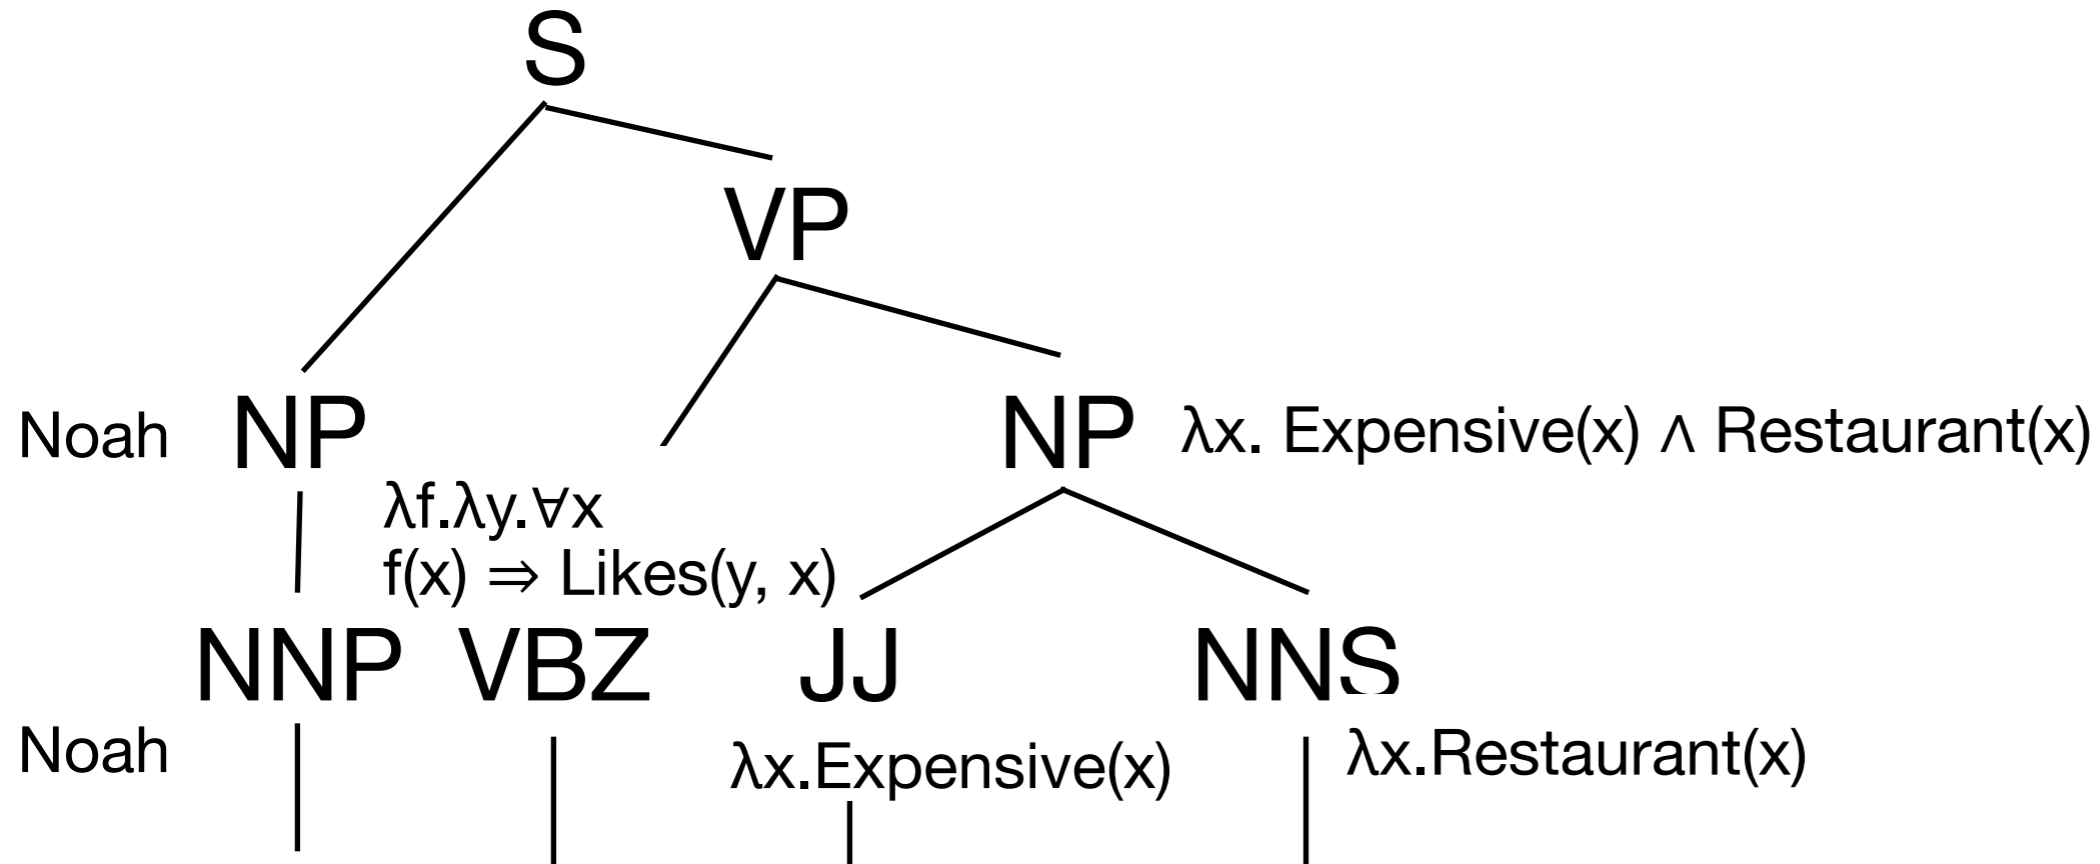 S
VP
Noah NP
NP λx. Expensive(x) ∧ Restaurant(x)
λf.λy.∀x
f(x) ⇒ Likes(y, x)
NNP VBZ JJ NNS
Noah
λx.Expensive(x)
λx.Restaurant(x)